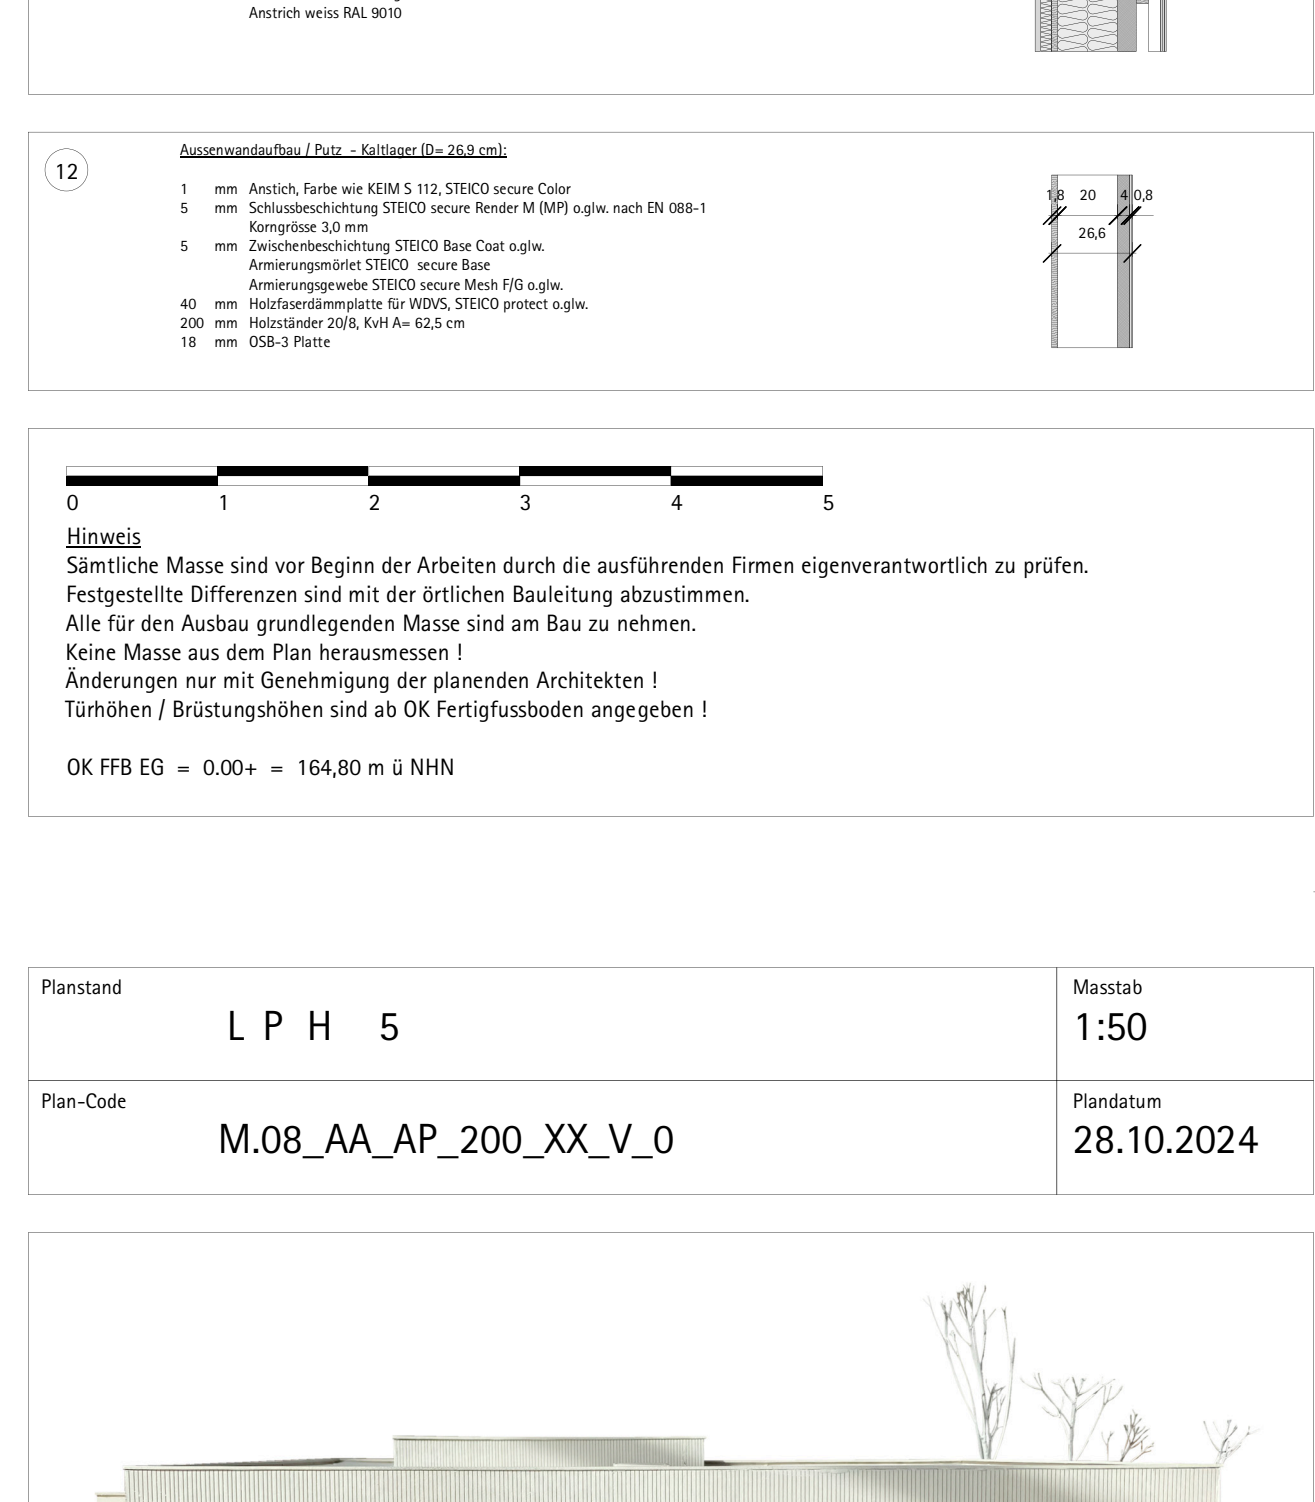 Anstrich weiss RAL 9010
12
Aussenwandaufbau / Putz - Kaltlager (D= 26,9 cm):
1 mm Anstich, Farbe wie KEIM S 112, STEICO secure Color
5 mm Schlussbeschichtung STEICO secure Render M (MP) o.glw. nach EN 088-1
Korngrösse 3,0 mm
5 mm Zwischenbeschichtung STEICO Base Coat o.glw.
Armierungsmörlet STEICO secure Base
Armierungsgewebe STEICO secure Mesh F/G o.glw.
40 mm Holzfaserdämmplatte für WDVS, STEICO protect o.glw.
200 mm Holzständer 20/8, KvH A= 62,5 cm
18 mm OSB-3 Platte
1,8 20 4 0,8
26,6
0 1 2 3 4 5
Hinweis
Sämtliche Masse sind vor Beginn der Arbeiten durch die ausführenden Firmen eigenverantwortlich zu prüfen.
Festgestellte Differenzen sind mit der örtlichen Bauleitung abzustimmen.
Alle für den Ausbau grundlegenden Masse sind am Bau zu nehmen.
Keine Masse aus dem Plan herausmessen !
Änderungen nur mit Genehmigung der planenden Architekten !
Türhöhen / Brüstungshöhen sind ab OK Fertigfussboden angegeben !
OK FFB EG = 0.00+ = 164,80 m ü NHN
Planstand
L P H 5
Masstab
1:50
Plan-Code
M.08_AA_AP_200_XX_V_0
Plandatum
28.10.2024